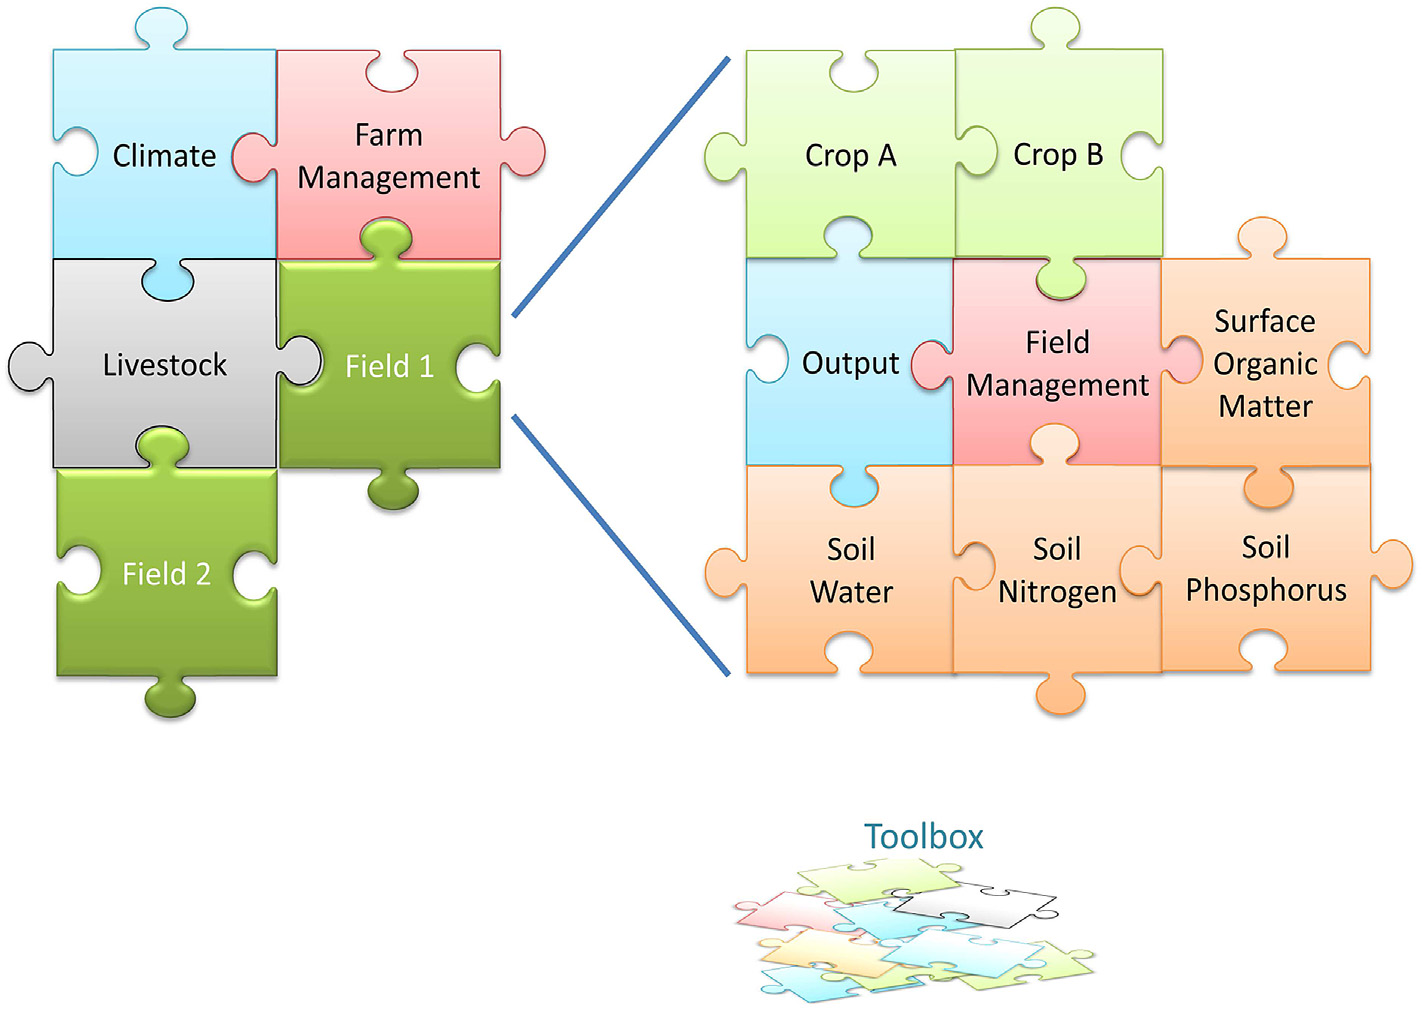 Climate
Farm
Management
Livestock
Field 1
Field 2
Crop A
Crop B
Output
Field
Management
Surface
Organic
Matter
Soil
Water
Soil
Nitrogen
Soil
Phosphorus
Toolbox